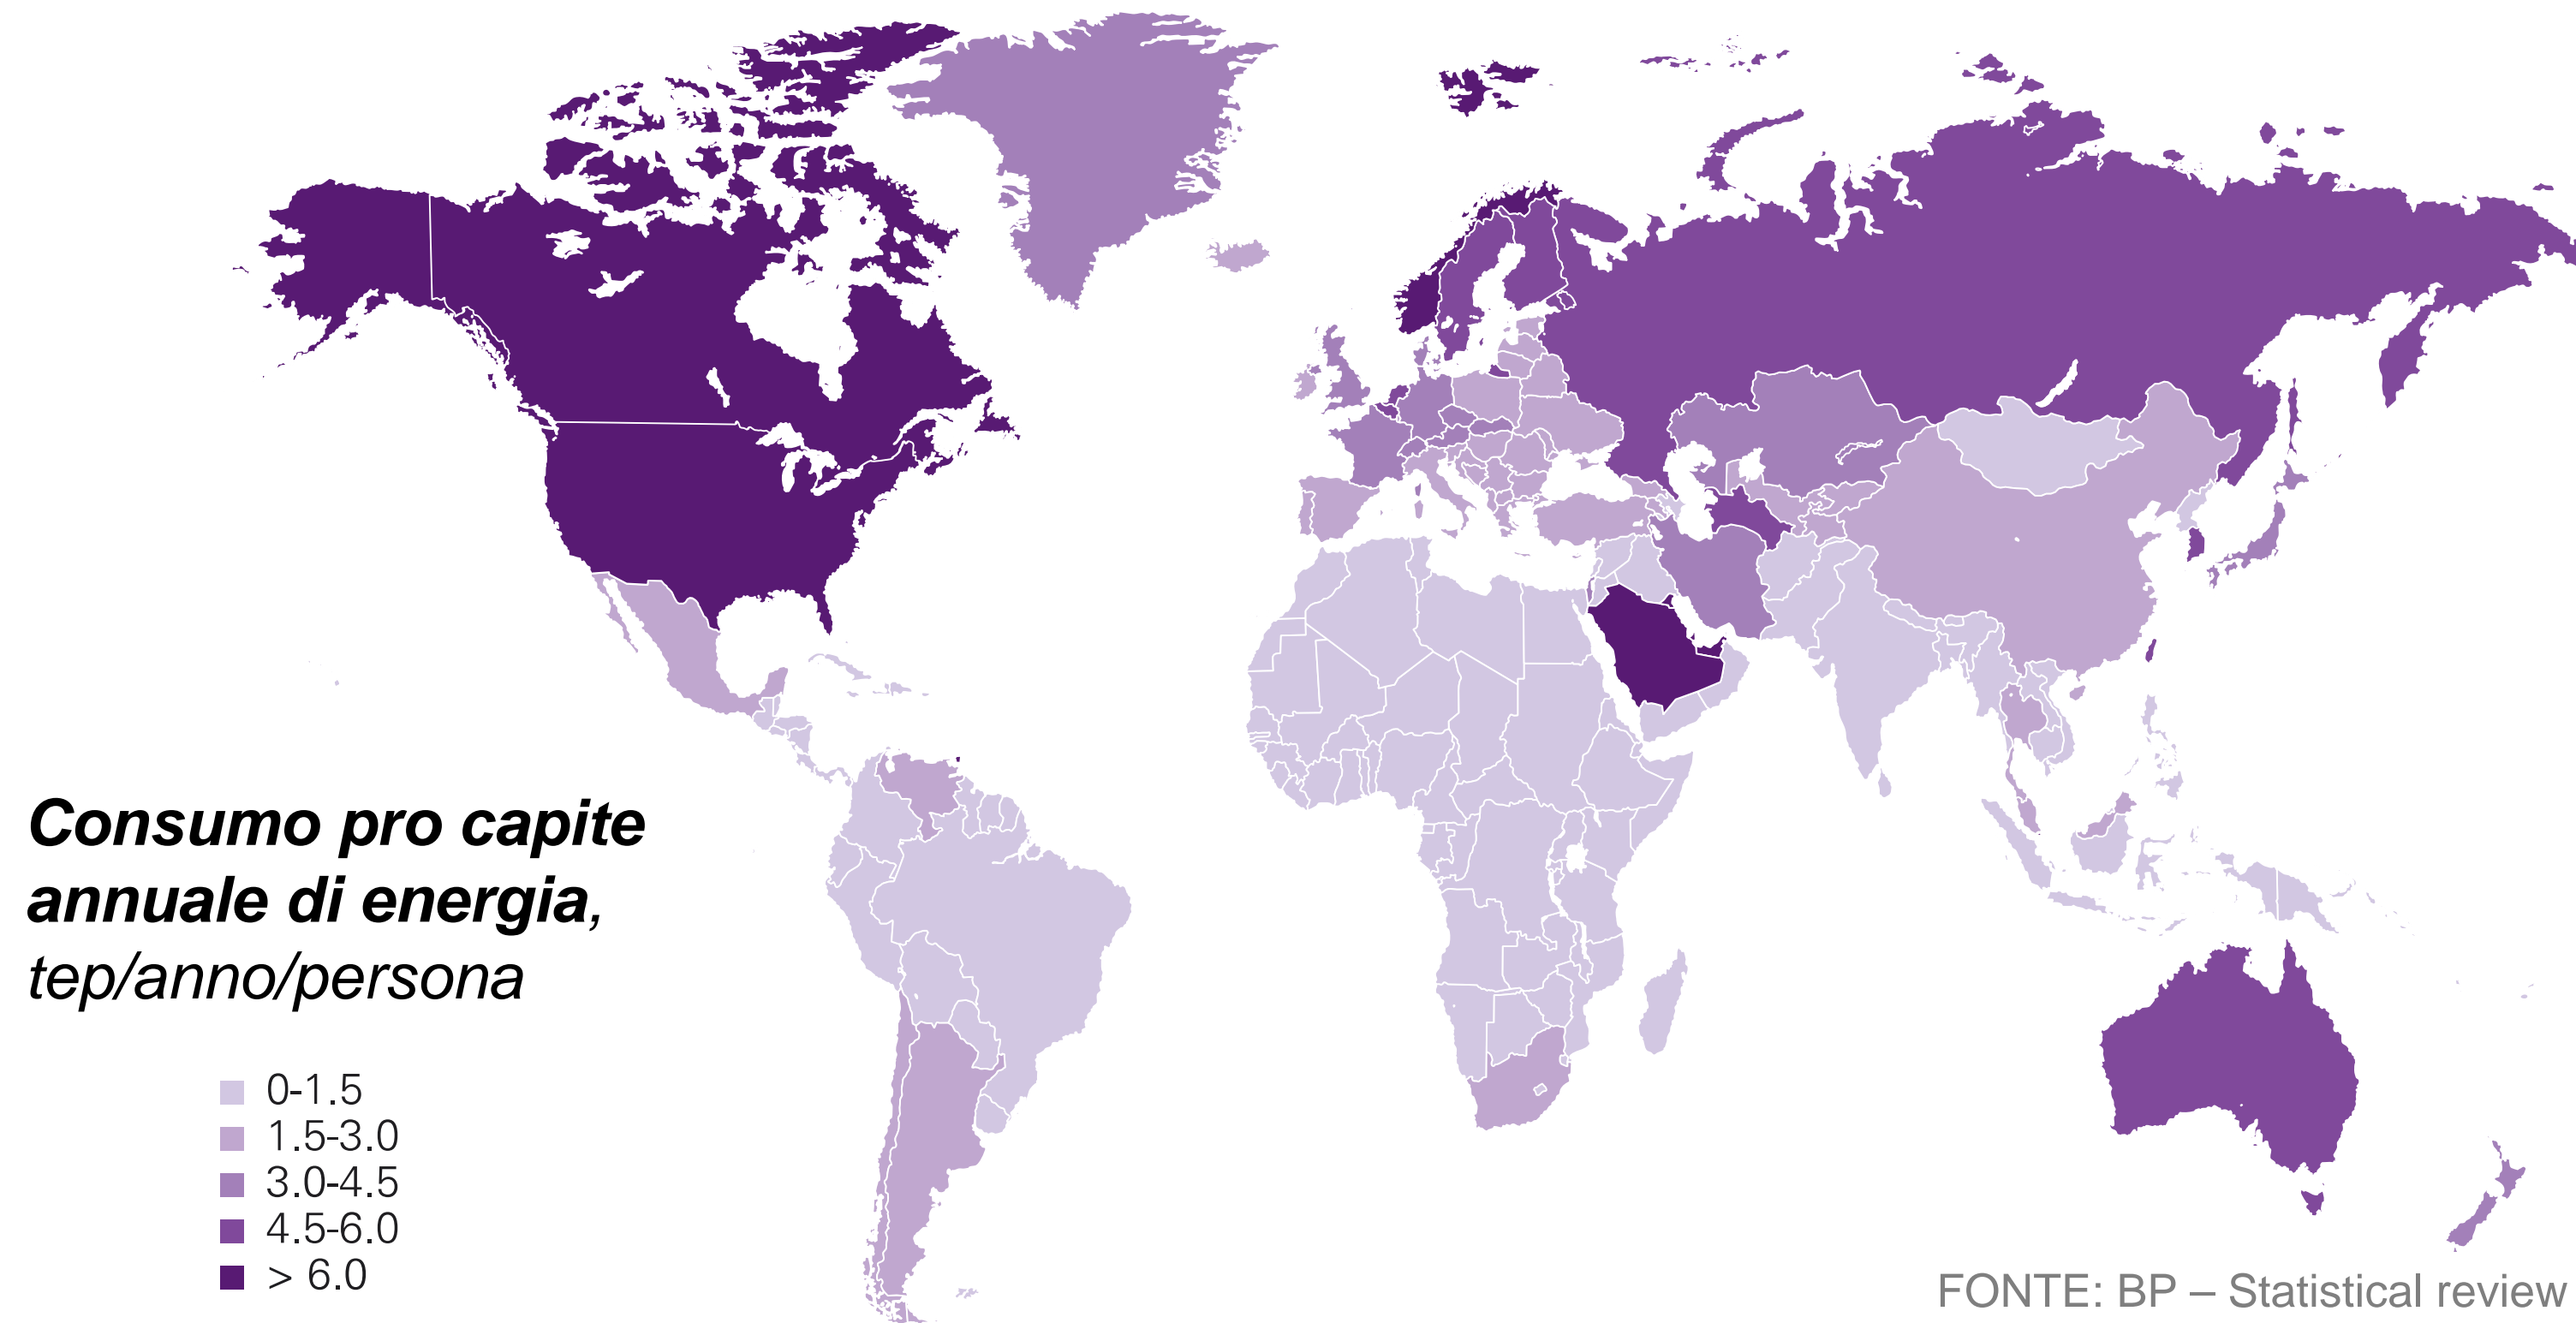 Consumo pro capite
annuale di energia,
tep/anno/persona
0-1.5
1.5-3.0
3.0-4.5
4.5-6.0
> 6.0
FONTE: BP – Statistical review